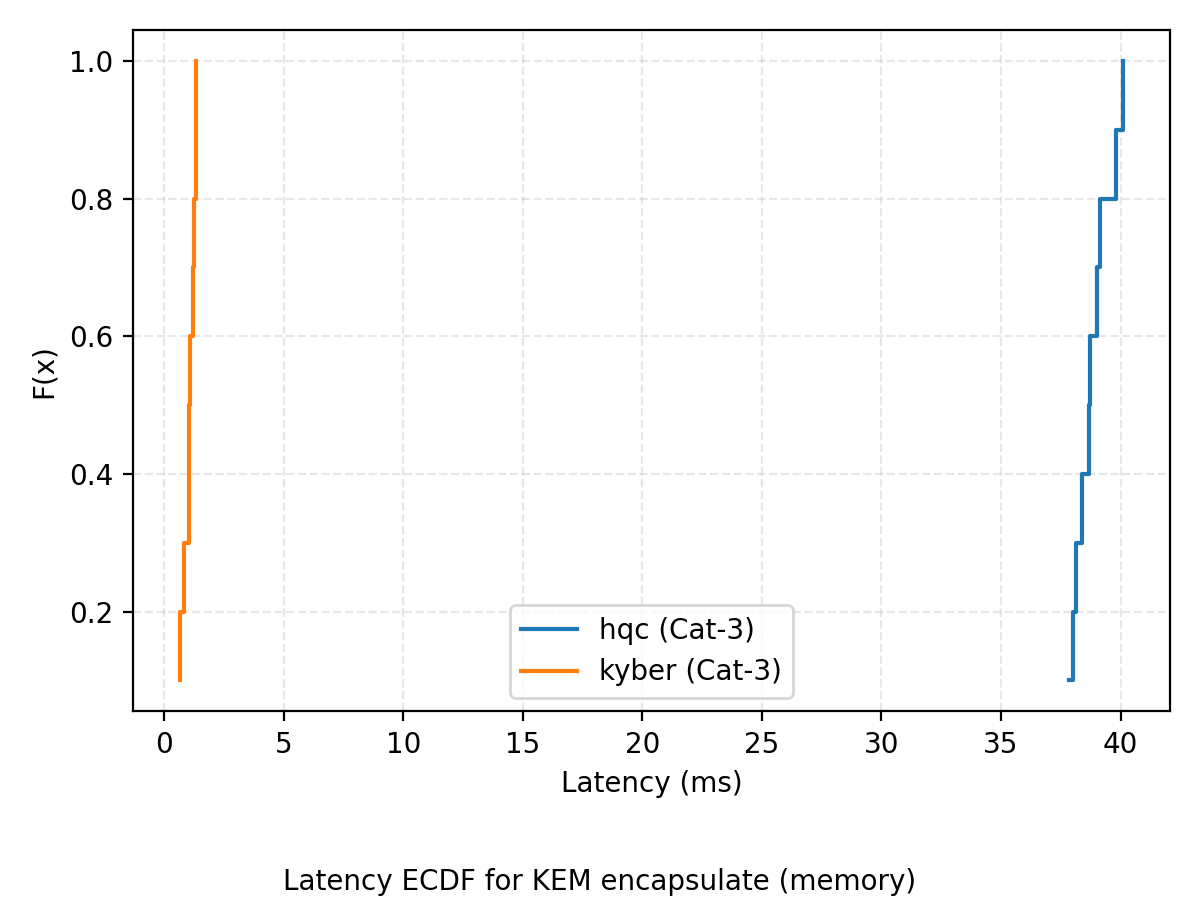 1.0
0.8
0.6
0.4
0.2
F(x)
hqc (Cat-3)
kyber (Cat-3)
0 5 10 15 20 25 30 35 40
Latency (ms)
Latency ECDF for KEM encapsulate (memory)